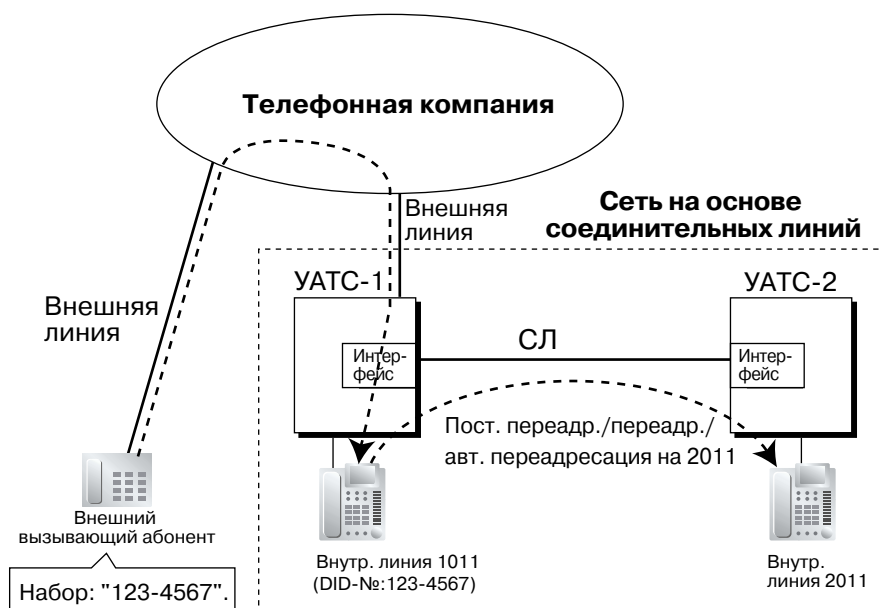 Телефонная компания
Внешняя
линия
Сеть на основе
соединительных линий
УАТС-1
УАТС-2
Внешняя
линия
СЛ
Интер-
фейс
Интер-
фейс
Пост. переадр./переадр./
авт. переадресация на 2011
Внешний
вызывающий абонент
Набор: "123-4567".
Внутр. линия 1011
(DID-№:123-4567)
Внутр.
линия 2011